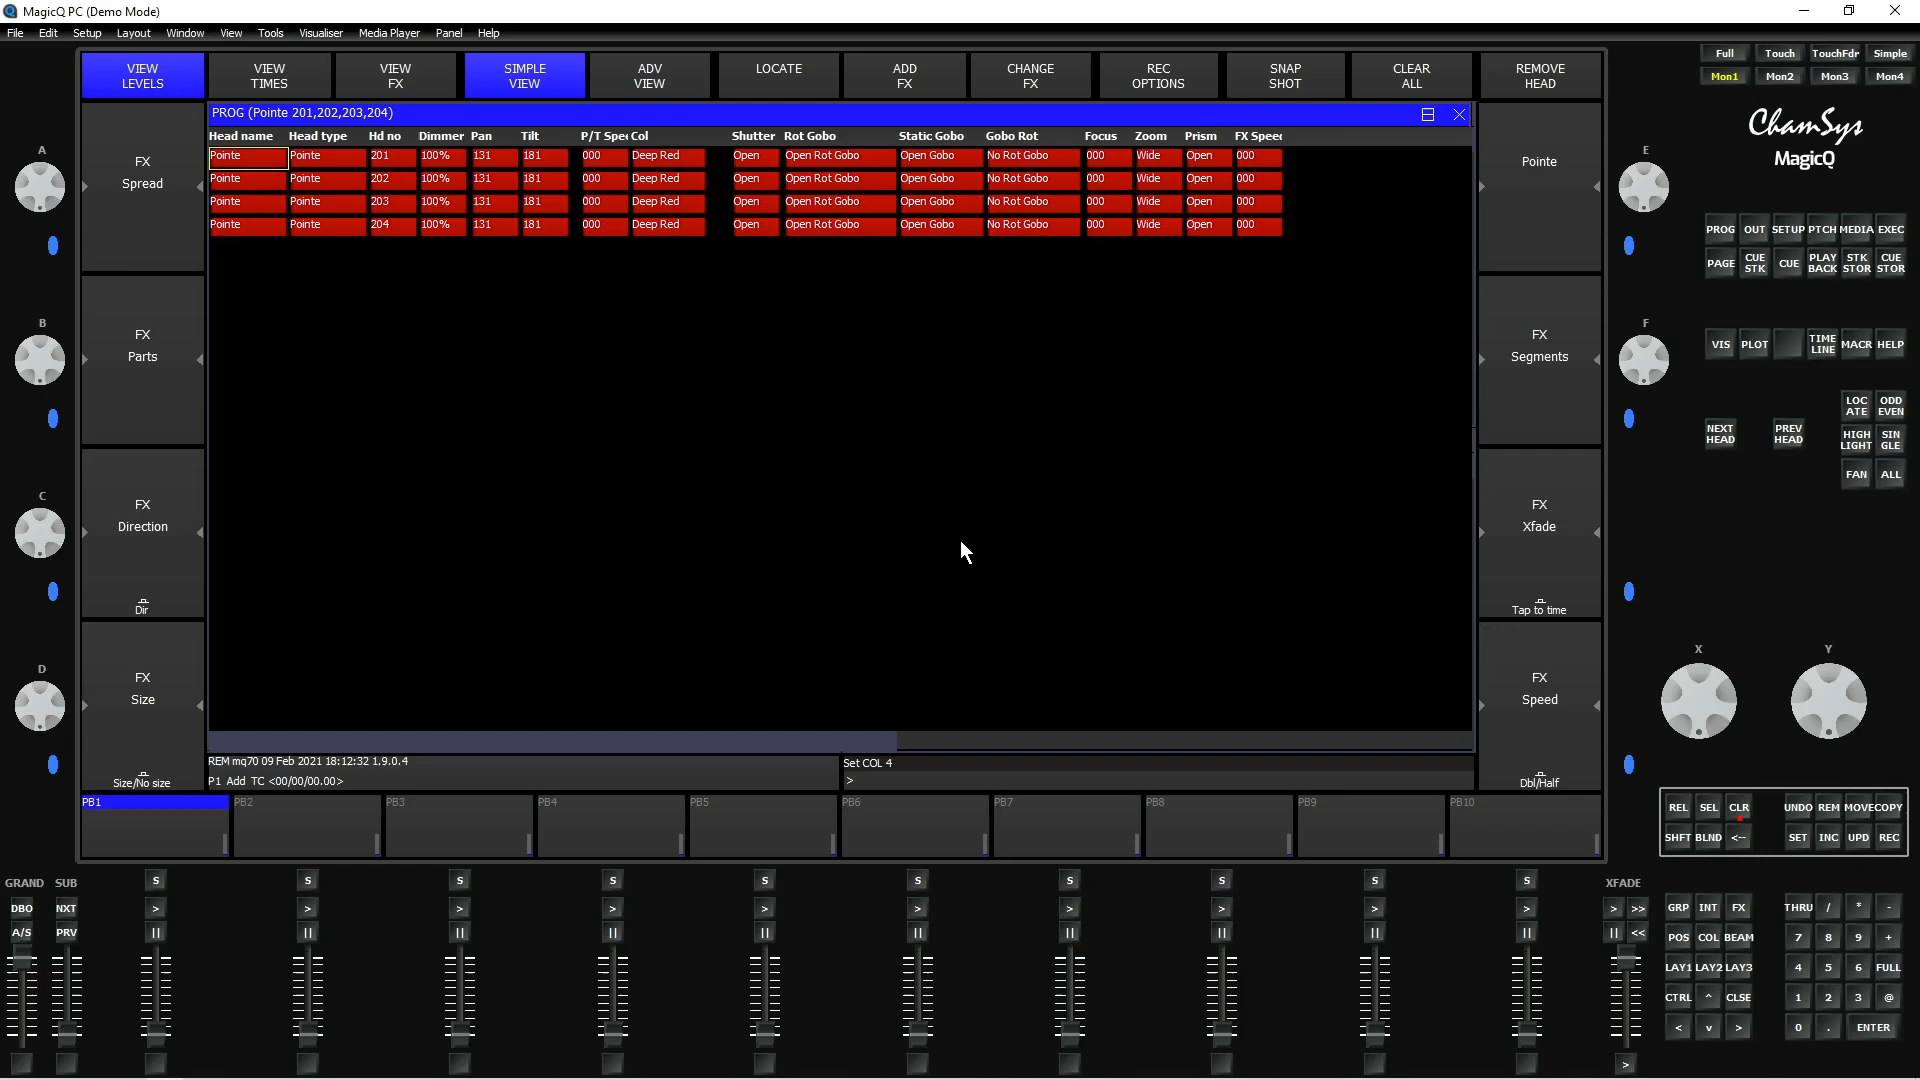 MagicQ PC (Demo Mode)
File Edit Setup Layout Window View Tools Visualiser Media Player Panel Help
VIEW LEVELS
VIEW TIMES
VIEW FX
SIMPLE VIEW
ADV VIEW
LOCATE
ADD FX
CHANGE FX
REC OPTIONS
SNAP SHOT
CLEAR ALL
REMOVE HEAD
Full Touch TouchFdr Simple
Mon1 Mon2 Mon3 Mon4
ChamSys
MagicQ
PROG (Pointe 201,202,203,204)
Head name Head type Hd no Dimmer Pan Tilt P/T Spee Col Shutter Rot Gobo Static Gobo Gobo Rot Focus Zoom Prism FX Speed
Pointe Pointe 201 100% 131 181 000 Deep Red Open Open Rot Gobo Open Gobo No Rot Gobo 000 Wide Open 000
Pointe Pointe 202 100% 131 181 000 Deep Red Open Open Rot Gobo Open Gobo No Rot Gobo 000 Wide Open 000
Pointe Pointe 203 100% 131 181 000 Deep Red Open Open Rot Gobo Open Gobo No Rot Gobo 000 Wide Open 000
Pointe Pointe 204 100% 131 181 000 Deep Red Open Open Rot Gobo Open Gobo No Rot Gobo 000 Wide Open 000
A
FX
Spread
B
FX
Parts
C
FX
Direction
Dir
D
FX
Size
Size/No size
E
Pointe
F
FX
Segments
FX
Xfade
Tap to time
FX
Speed
Dbl/Half
PROG OUT SETUP PTCH MEDIA EXEC
PAGE CUE STK CUE PLAY BACK STK STOR CUE STOR
VIS PLOT TIME LINE MACR HELP
LOC ATE ODD EVEN
NEXT HEAD PREV HEAD HIGH LIGHT SIN GLE
FAN ALL
X Y
REM mq70 09 Feb 2021 18:12:32 1.9.0.4
P1 Add TC <00/00/00.00>
Set COL 4
>
PB1 PB2 PB3 PB4 PB5 PB6 PB7 PB8 PB9 PB10
REL SEL CLR UNDO REM MOVE COPY
SHFT BLND <-- SET INC UPD REC
GRAND SUB
DBO NXT
A/S PRV
S S S S S S S S S S
> > > > > > > > > >
|| || || || || || || || || ||
XFADE
> >>
|| <<
>
GRP INT FX THRU / * -
POS COL BEAM 7 8 9 +
LAY1 LAY2 LAY3 4 5 6 FULL
CTRL ^ CLSE 1 2 3 @
< v > 0 . ENTER